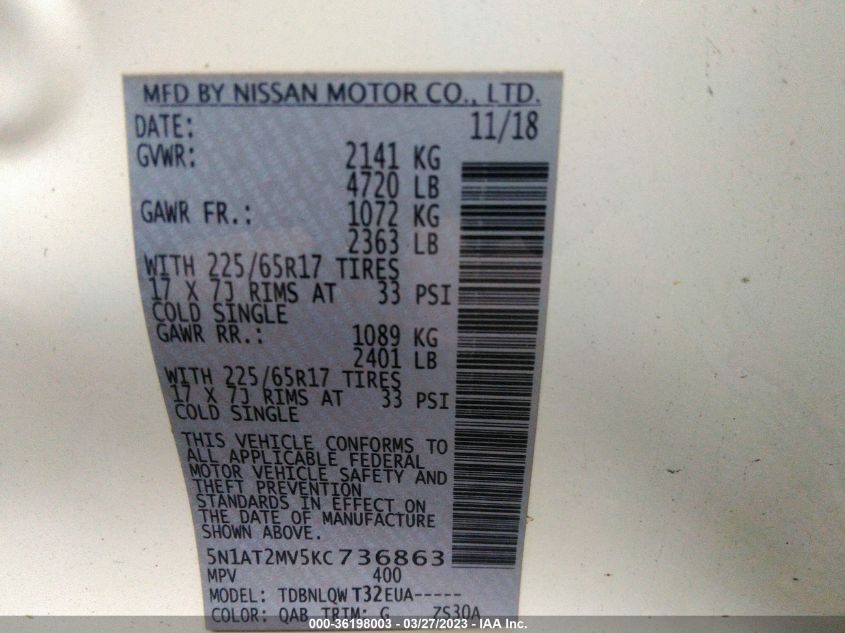 MFD BY NISSAN MOTOR CO., LTD.
DATE: 11/18
GVWR: 2141 KG
4720 LB
GAWR FR.: 1072 KG
2363 LB
WITH 225/65R17 TIRES
17 X 7J RIMS AT 33 PSI
COLD SINGLE
GAWR RR.: 1089 KG
2401 LB
WITH 225/65R17 TIRES
17 X 7J RIMS AT 33 PSI
COLD SINGLE
THIS VEHICLE CONFORMS TO
ALL APPLICABLE FEDERAL
MOTOR VEHICLE SAFETY AND
THEFT PREVENTION
STANDARDS IN EFFECT ON
THE DATE OF MANUFACTURE
SHOWN ABOVE.
5N1AT2MV5KC736863
MPV 400
MODEL: TDBNLQW T32EUA-----
COLOR: QAB TRIM: G ZS30A
000-36198003 - 03/27/2023 - IAA Inc.